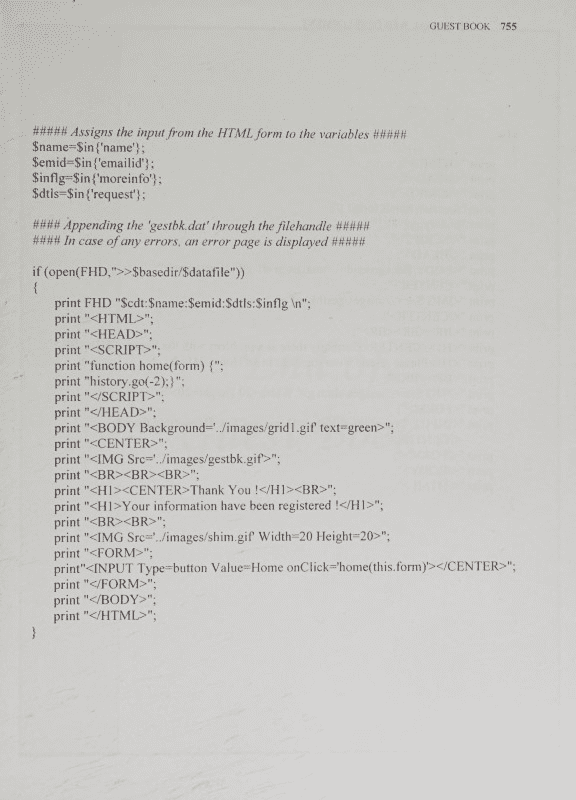 GUEST BOOK 755
##### Assigns the input from the HTML form to the variables #####
$name=$in{'name'};
$emid=$in{'emailid'};
$inflg=$in{'moreinfo'};
$dtls=$in{'request'};
#### Appending the 'gestbk.dat' through the filehandle #####
#### In case of any errors, an error page is displayed #####
if (open(FHD,">>$basedir/$datafile"))
{
print FHD "$cdt:$name:$emid:$dtls:$inflg \n";
print "<HTML>";
print "<HEAD>";
print "<SCRIPT>";
print "function home(form) {";
print "history.go(-2);}";
print "</SCRIPT>";
print "</HEAD>";
print "<BODY Background='../images/grid1.gif' text=green>";
print "<CENTER>";
print "<IMG Src='../images/gestbk.gif'>";
print "<BR><BR><BR>";
print "<H1><CENTER>Thank You !</H1><BR>";
print "<H1>Your information have been registered !</H1>";
print "<BR><BR>";
print "<IMG Src='../images/shim.gif' Width=20 Height=20>";
print "<FORM>";
print"<INPUT Type=button Value=Home onClick='home(this.form)'></CENTER>";
print "</FORM>";
print "</BODY>";
print "</HTML>";
}